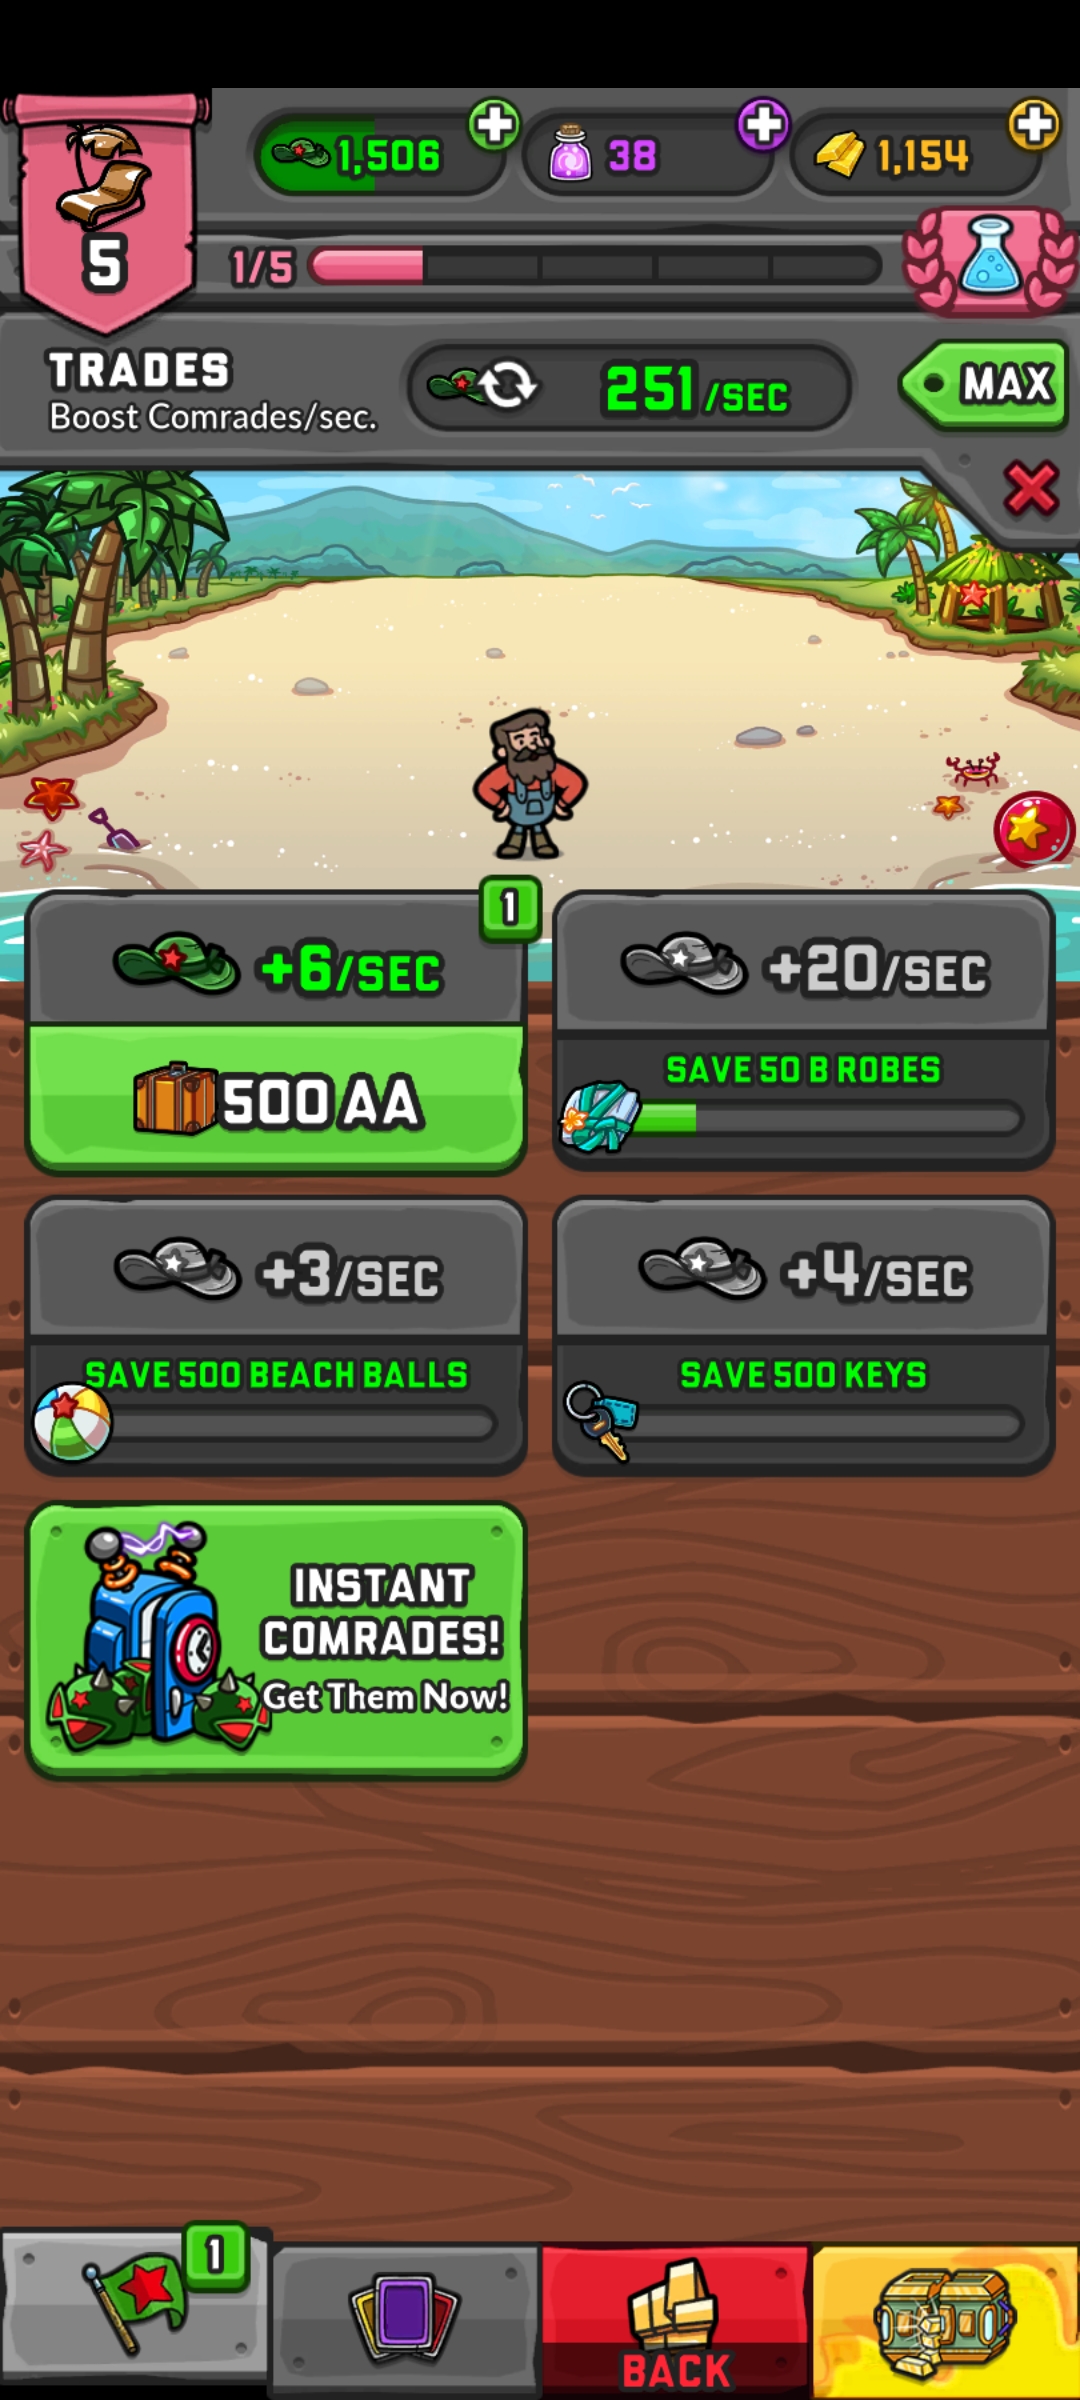 1,506
38
1,154
5
1/5
TRADES
Boost Comrades/sec.
251/SEC
MAX
1
+6/SEC
500 AA
+20/SEC
SAVE 50 B ROBES
+3/SEC
SAVE 500 BEACH BALLS
+4/SEC
SAVE 500 KEYS
INSTANT
COMRADES!
Get Them Now!
1
BACK